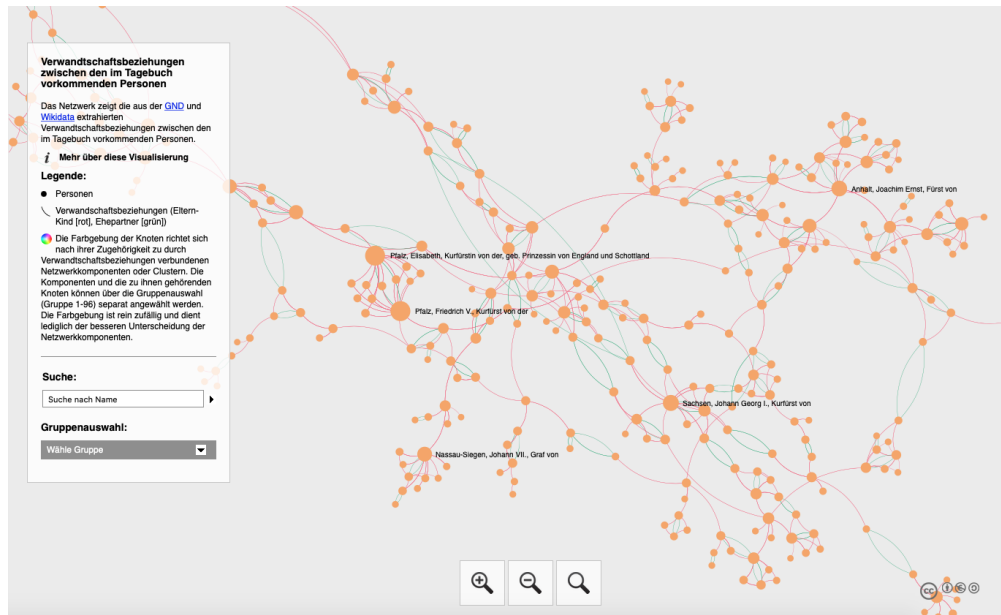 Verwandtschaftsbeziehungen
zwischen den im Tagebuch
vorkommenden Personen
Das Netzwerk zeigt die aus der GND und
Wikidata extrahierten
Verwandtschaftsbeziehungen zwischen den
im Tagebuch vorkommenden Personen.
i Mehr über diese Visualisierung
Legende:
Personen
Verwandschaftsbeziehungen (Eltern-
Kind [rot], Ehepartner [grün])
Die Farbgebung der Knoten richtet sich
nach ihrer Zugehörigkeit zu durch
Verwandtschaftsbeziehungen verbundenen
Netzwerkkomponenten oder Clustern. Die
Komponenten und die zu ihnen gehörenden
Knoten können über die Gruppenauswahl
(Gruppe 1-96) separat angewählt werden.
Die Farbgebung ist rein zufällig und dient
lediglich der besseren Unterscheidung der
Netzwerkkomponenten.
Suche:
Suche nach Name
Gruppenauswahl:
Wähle Gruppe
Anhalt, Joachim Ernst, Fürst von
Pfalz, Elisabeth, Kurfürstin von der, geb. Prinzessin von England und Schottland
Pfalz, Friedrich V., Kurfürst von der
Sachsen, Johann Georg I., Kurfürst von
Nassau-Siegen, Johann VII., Graf von
cc